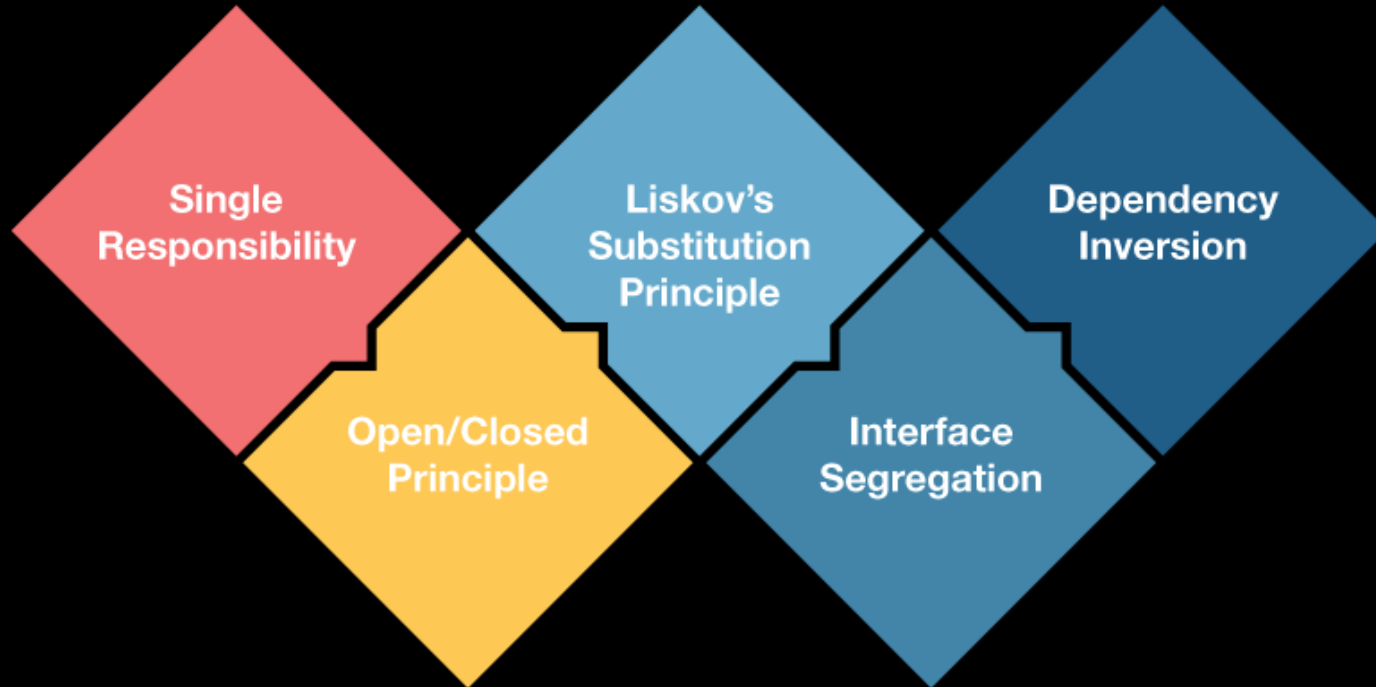 Single
Responsibility
Open/Closed
Principle
Liskov’s
Substitution
Principle
Interface
Segregation
Dependency
Inversion